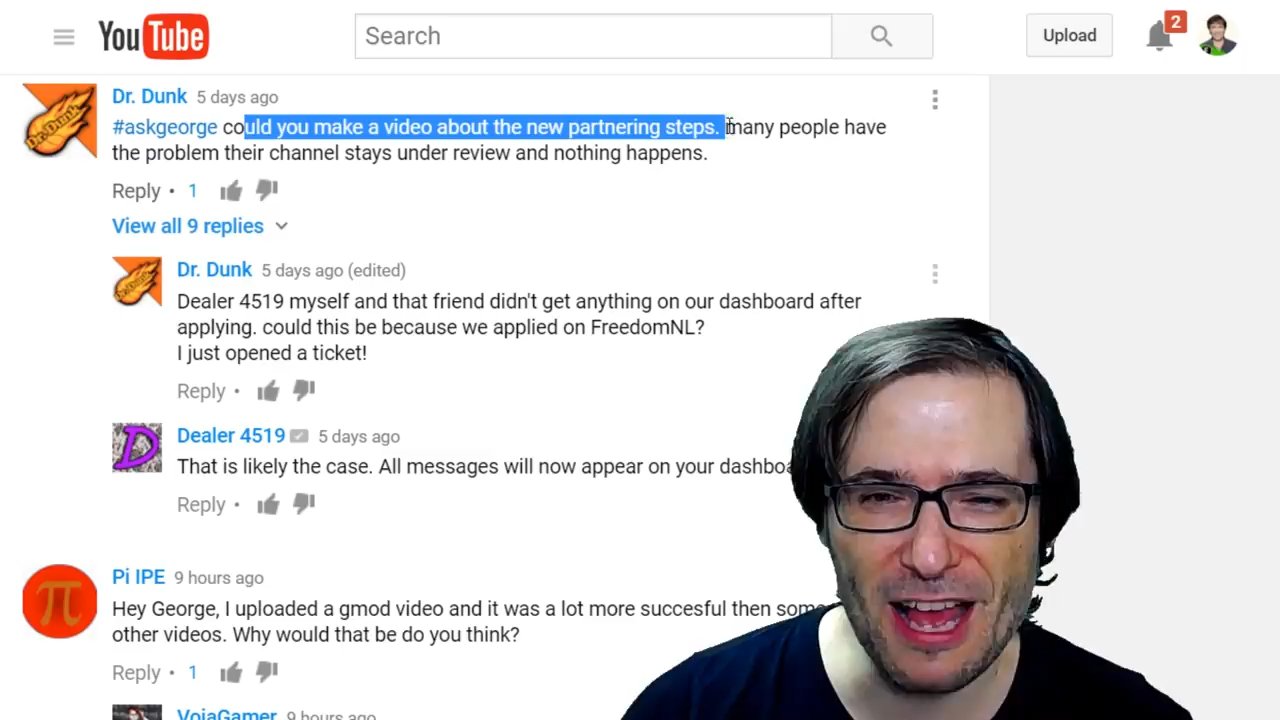 YouTube
Search
Upload
2
Dr. Dunk 5 days ago
#askgeorge could you make a video about the new partnering steps. many people have
the problem their channel stays under review and nothing happens.
Reply • 1
View all 9 replies
Dr. Dunk 5 days ago (edited)
Dealer 4519 myself and that friend didn't get anything on our dashboard after
applying. could this be because we applied on FreedomNL?
I just opened a ticket!
Reply •
Dealer 4519 5 days ago
That is likely the case. All messages will now appear on your
Reply •
Pi IPE 9 hours ago
Hey George, I uploaded a gmod video and it was a lot more succesful then
other videos. Why would that be do you think?
Reply • 1
VojaGamer 9 hours ago